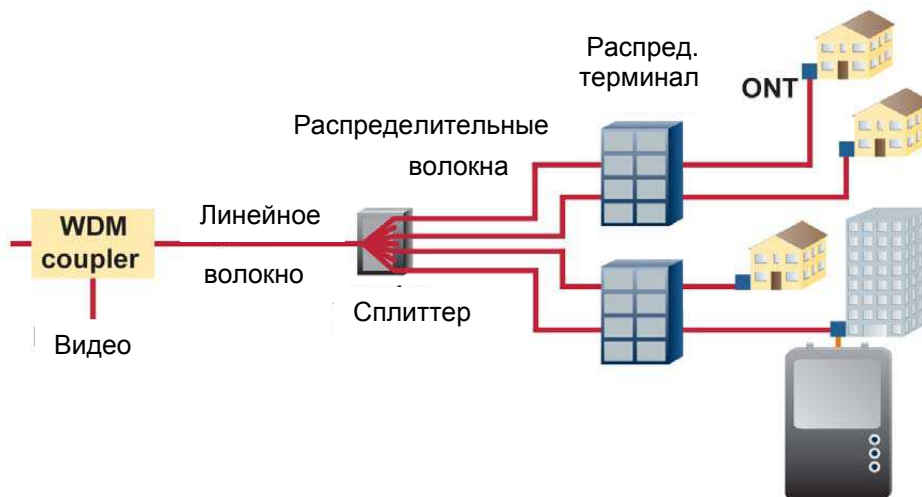 Распред.
терминал
ONT
Распределительные
волокна
WDM
coupler
Линейное
волокно
Сплиттер
Видео